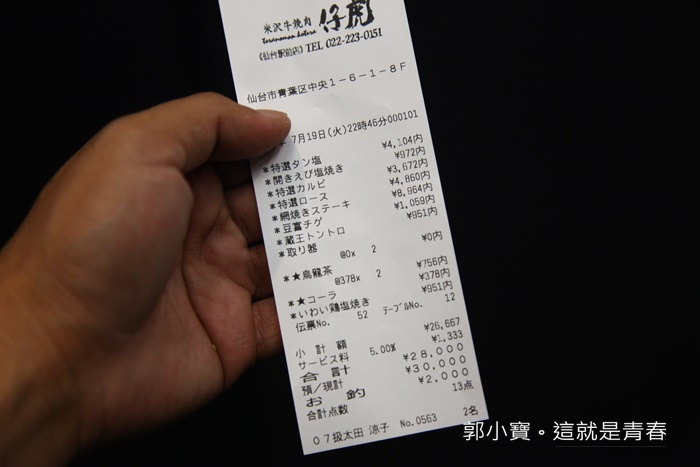 米沢牛焼肉 仔虎
toranomon kotora
《仙台駅前店》 TEL 022-223-0151
仙台市青葉区中央1-6-1-8F
7月19日(火)22時46分000101
*特選タン塩 ¥4,104内
*開きえび塩焼き ¥972内
*特選カルビ ¥3,672内
*特選ロース ¥4,860内
*網焼きステーキ ¥8,964内
*豆富チゲ ¥1,059内
*蔵王トントロ ¥951内
*取り器
@0x 2 ¥0内
*★烏龍茶
@378x 2 ¥756内
*★コーラ ¥378内
*いわい鶏塩焼き ¥951内
伝票No. 52 テーブルNo. 12
小計額 ¥26,667
サービス料 5.00% ¥1,333
合計 ¥28,000
預/現計 ¥30,000
お釣 ¥2,000
合計点数 13点
07扱太田 涼子 No.0563 2名
郭小寶。這就是青春